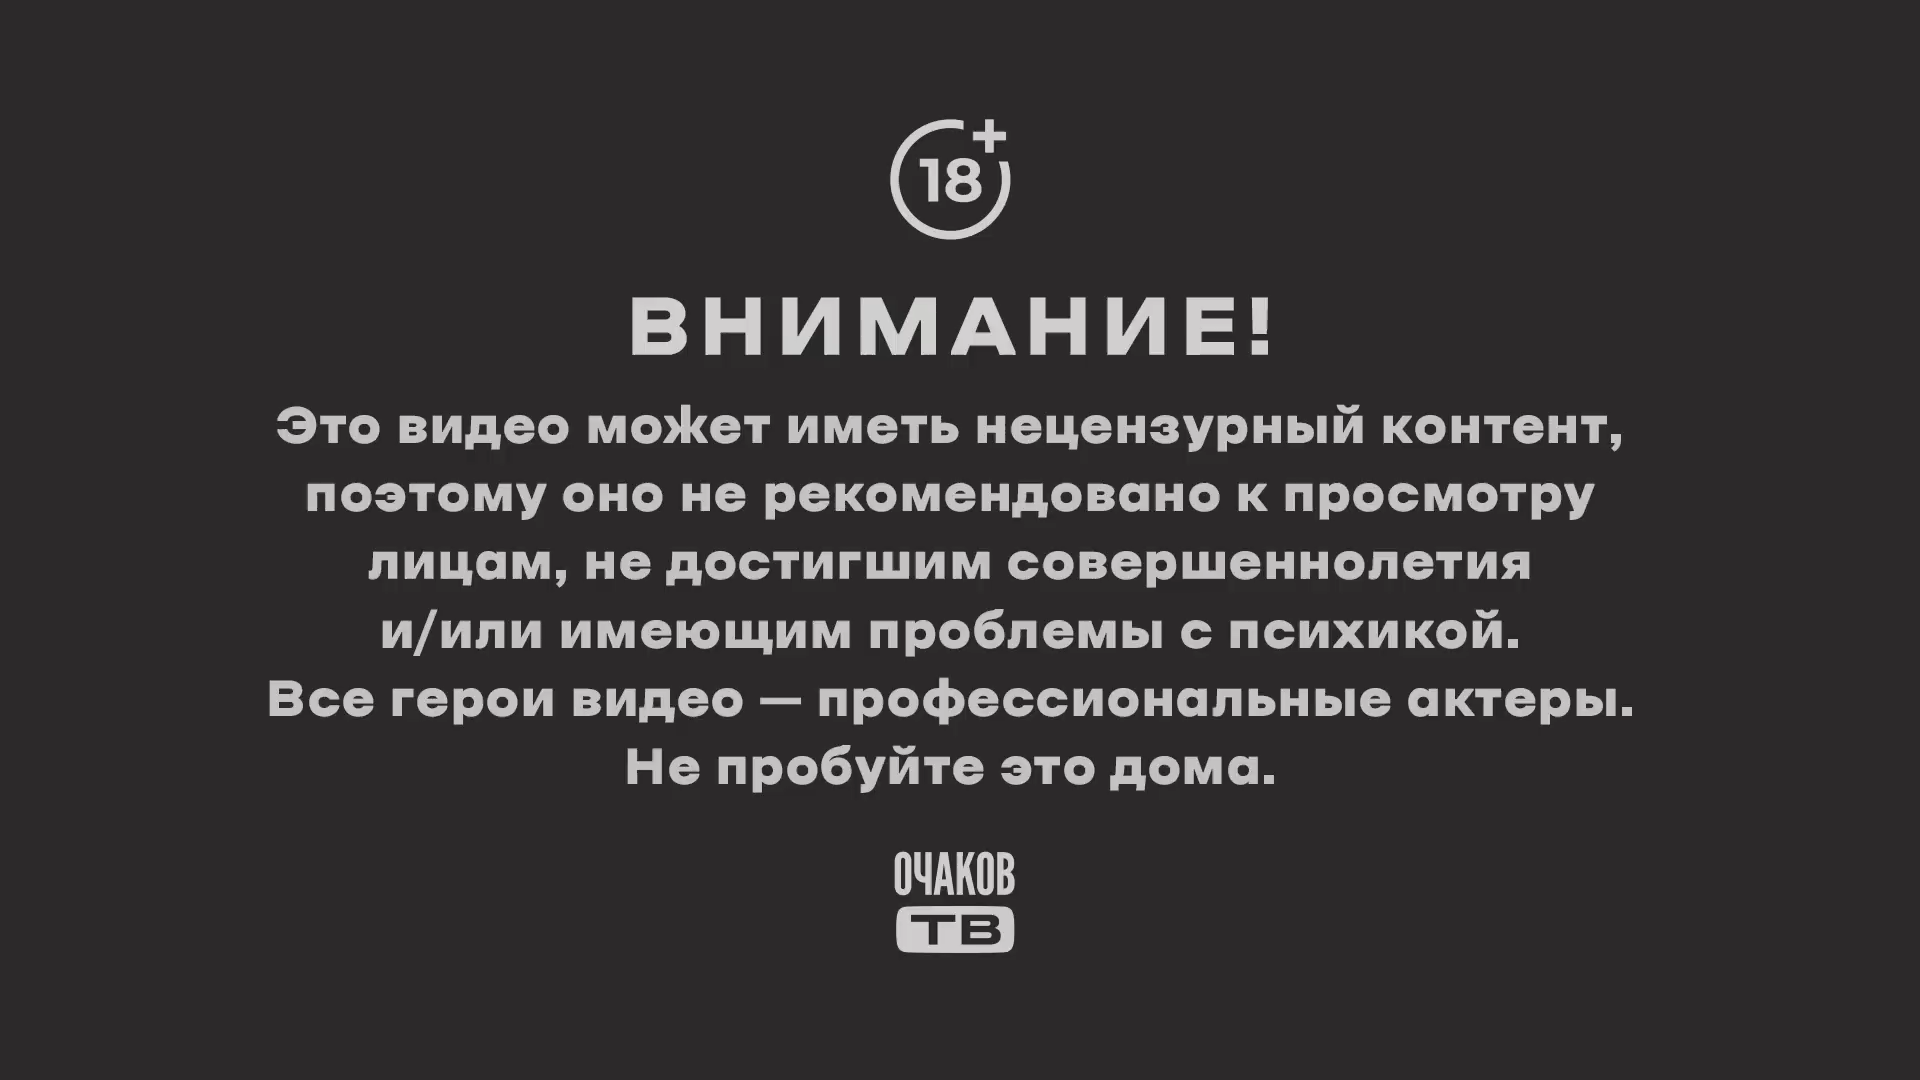 18+
ВНИМАНИЕ!
Это видео может иметь нецензурный контент,
поэтому оно не рекомендовано к просмотру
лицам, не достигшим совершеннолетия
и/или имеющим проблемы с психикой.
Все герои видео — профессиональные актеры.
Не пробуйте это дома.
ОЧАКОВ
ТВ